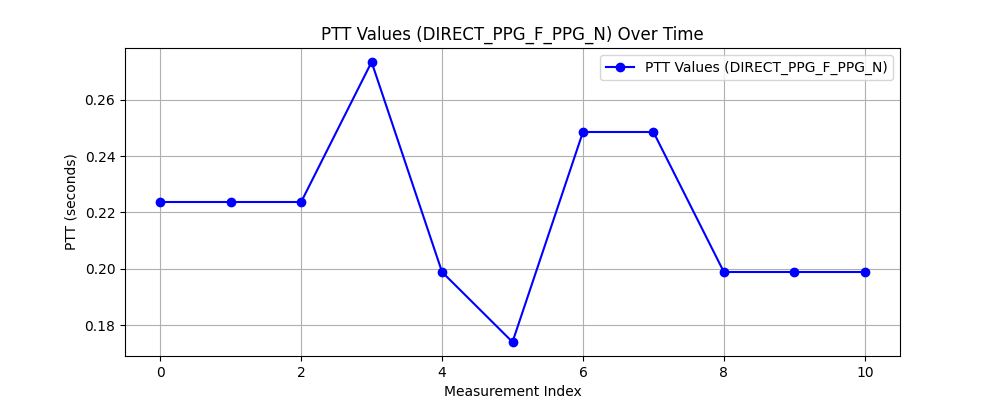 PTT Values (DIRECT_PPG_F_PPG_N) Over Time
PTT Values (DIRECT_PPG_F_PPG_N)
PTT (seconds)
0.26
0.24
0.22
0.20
0.18
0 2 4 6 8 10
Measurement Index